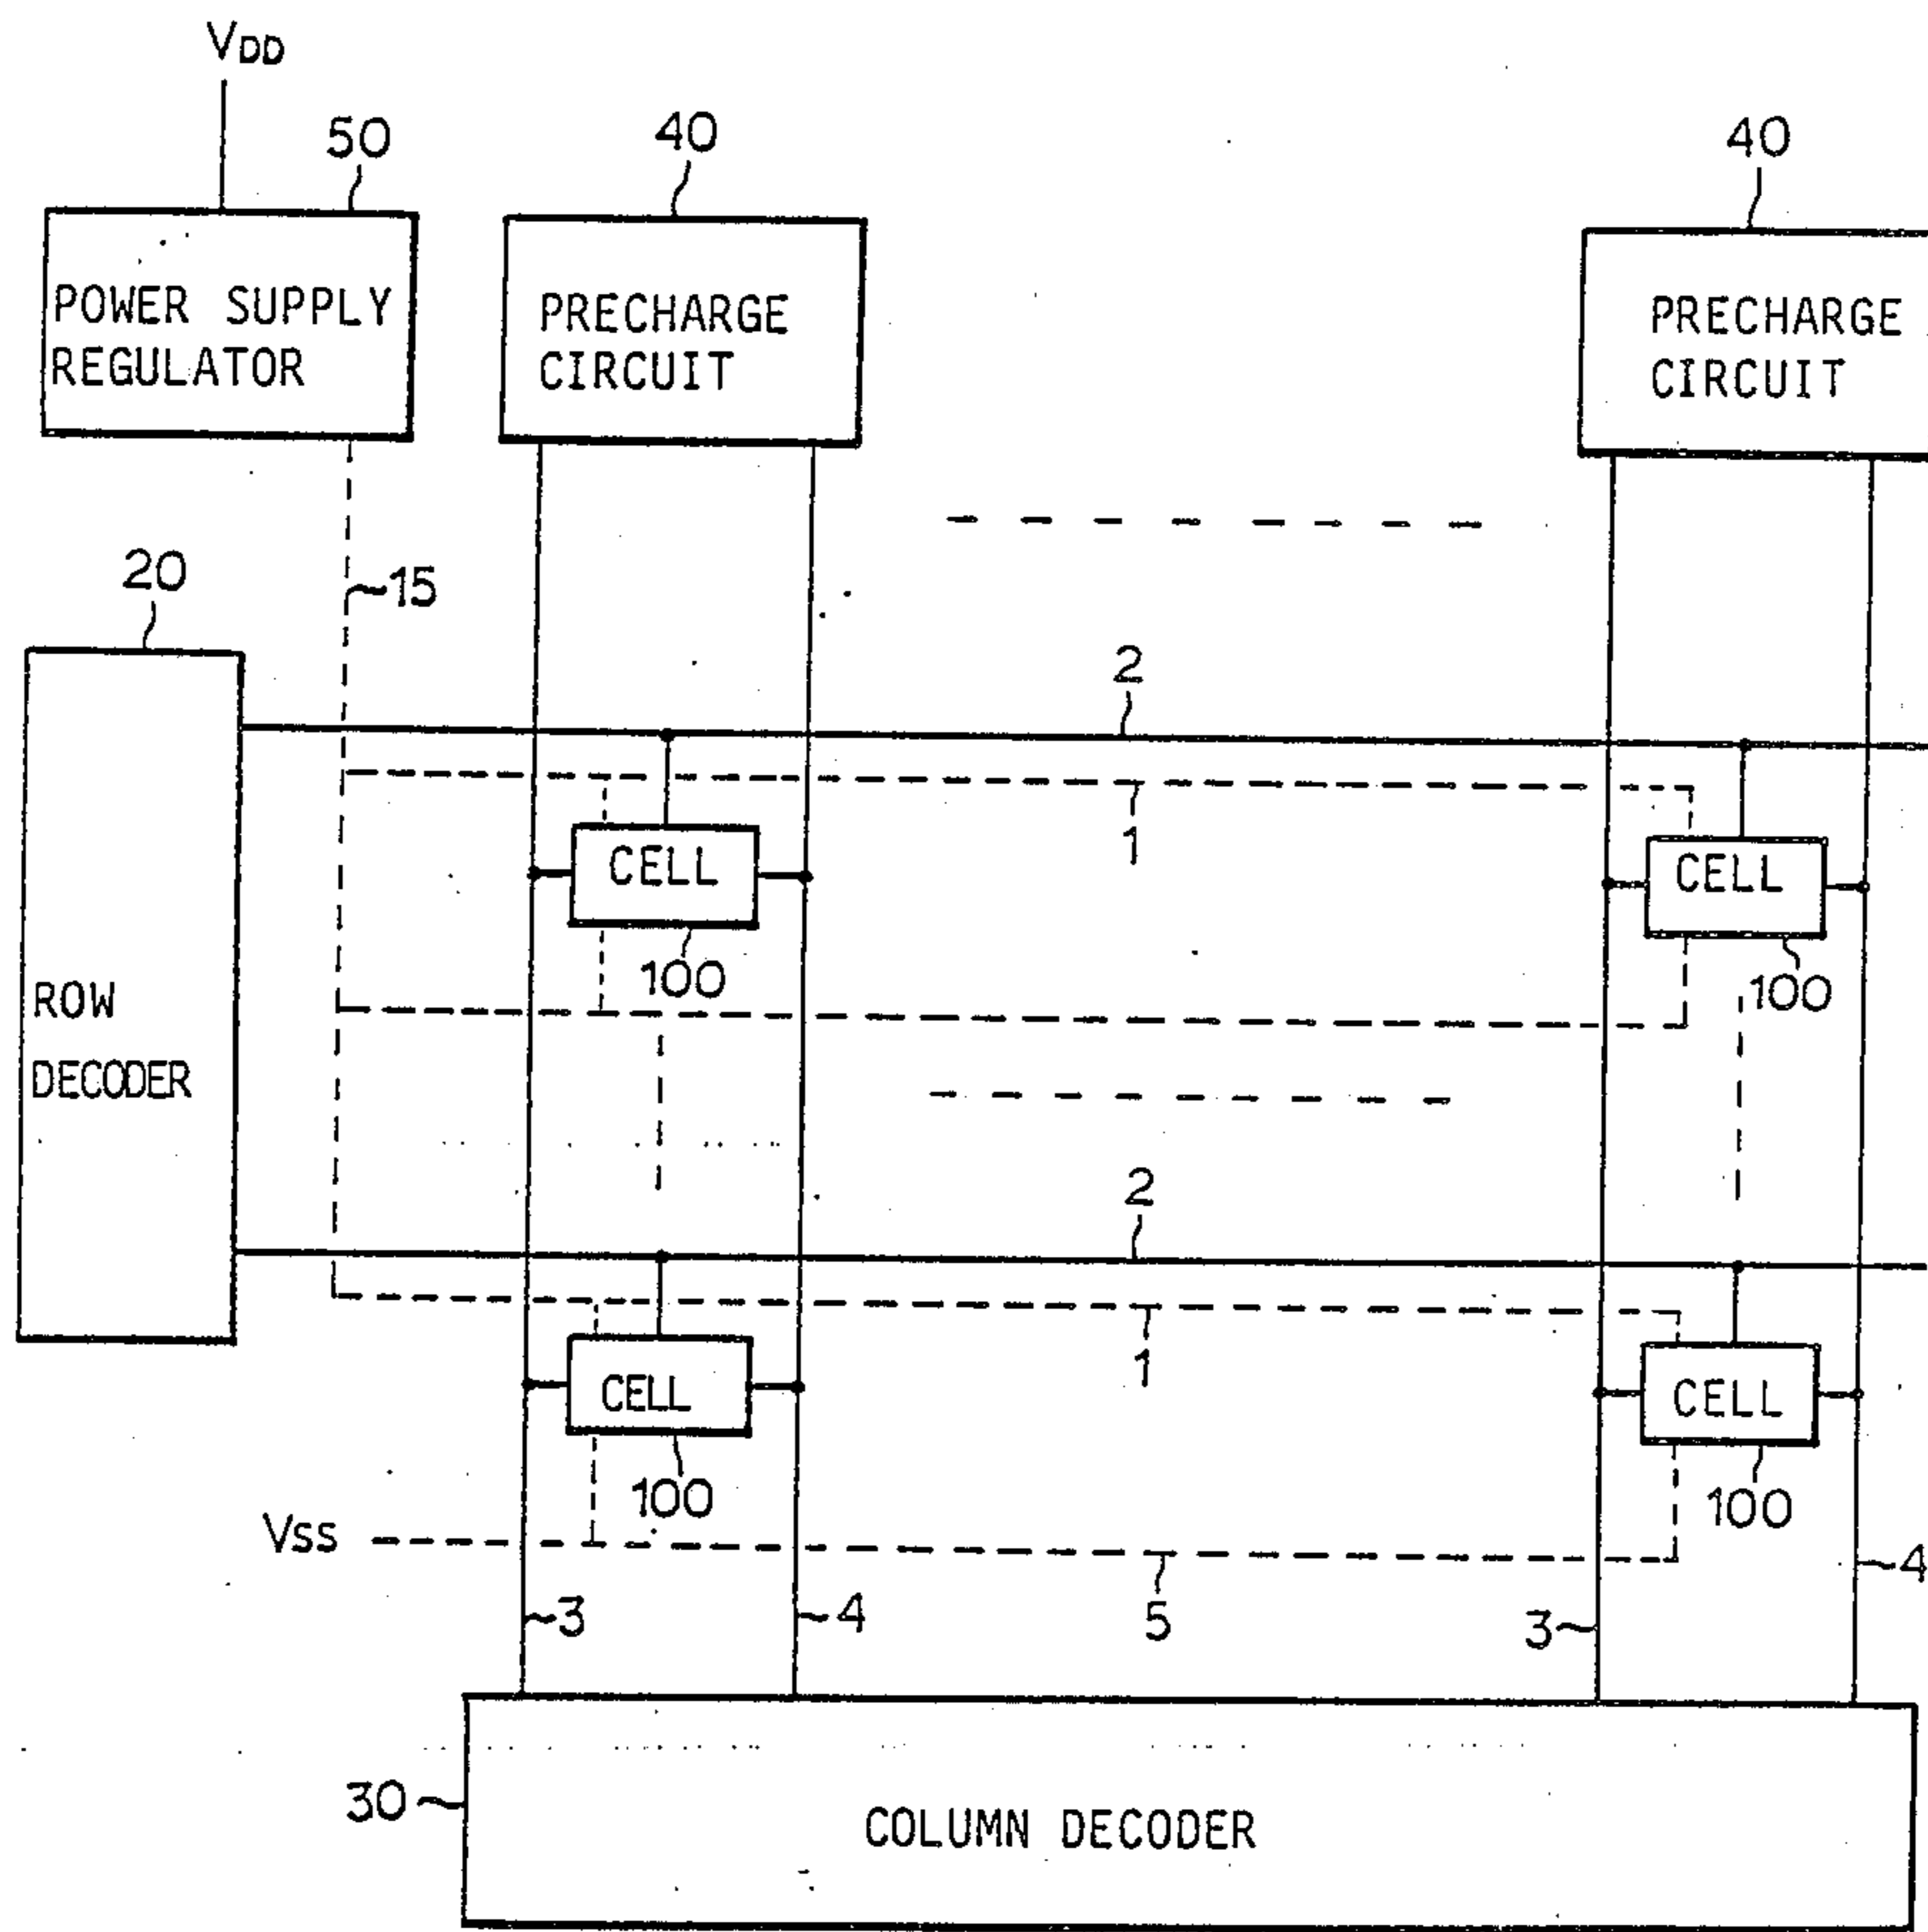 VDD
50
40
40
POWER SUPPLY
REGULATOR
PRECHARGE
CIRCUIT
PRECHARGE
CIRCUIT
20
15
2
1
CELL
CELL
100
100
ROW
DECODER
2
1
CELL
CELL
100
100
VSS
5
3
4
3
4
30
COLUMN DECODER